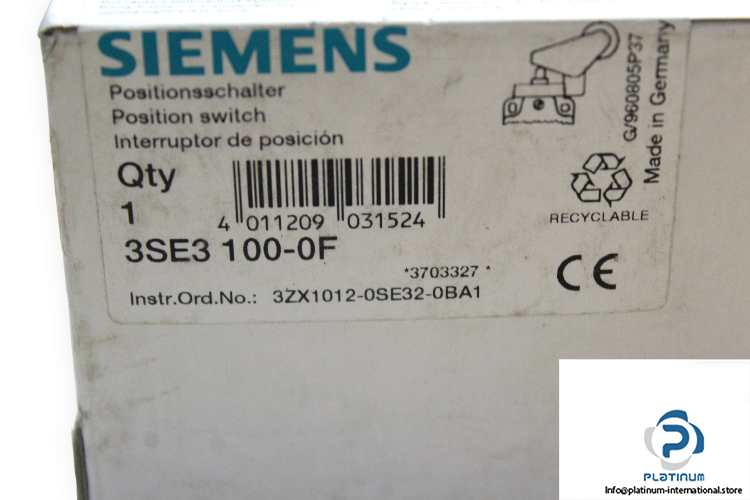 SIEMENS
Positionsschalter
Position switch
Interruptor de posición
Qty
1
4 011209 031524
3SE3 100-0F
*3703327 *
Instr.Ord.No.: 3ZX1012-0SE32-0BA1
G/960805P37
Made in Germany
RECYCLABLE
CE
PLATINUM
Info@platinum-international.store